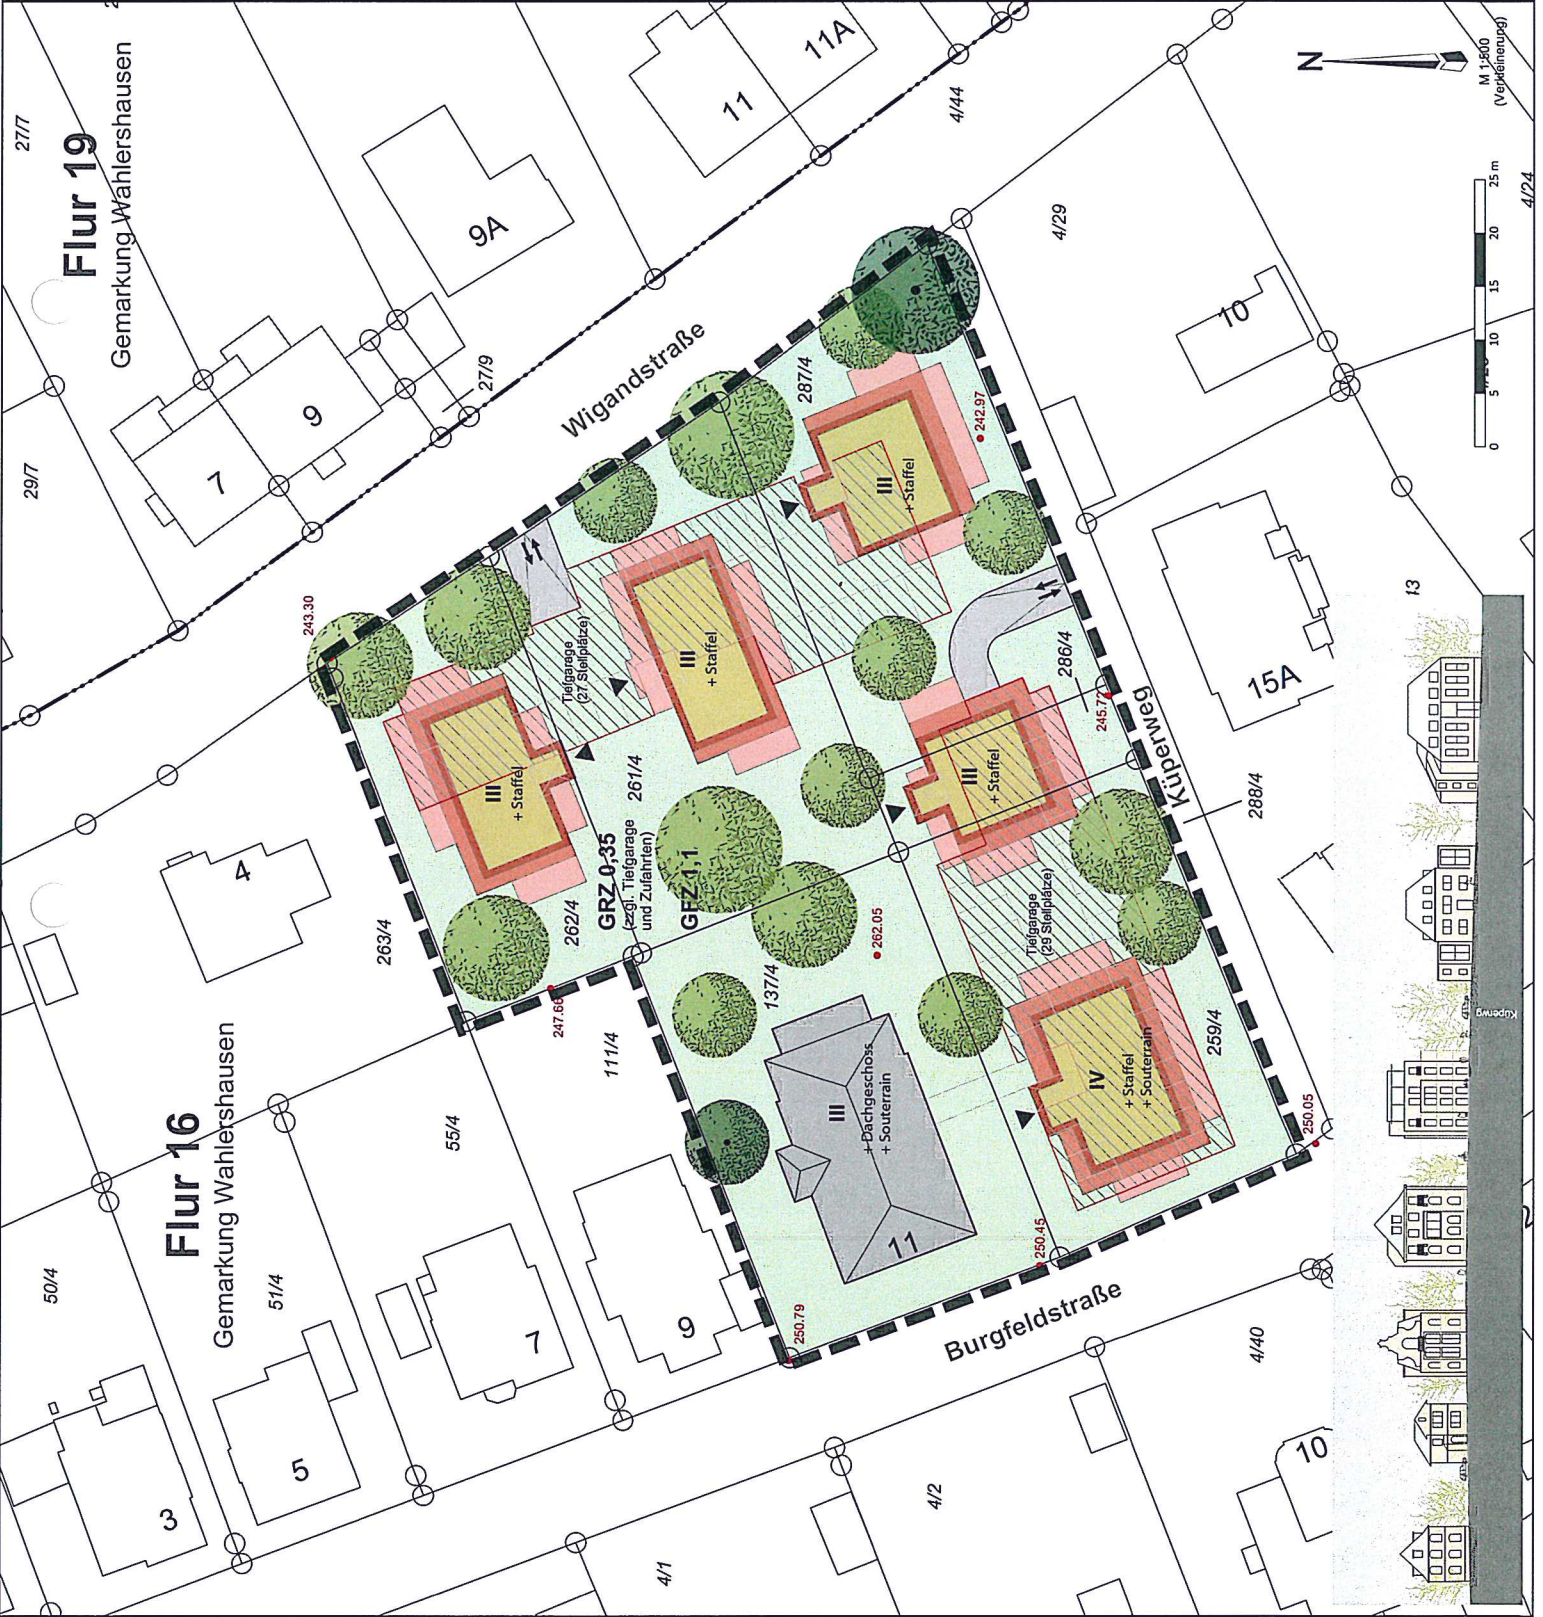 27/7
Flur 19
Gemarkung Wahlershausen
29/7
7
9
27/9
9A
11
11A
4/44
N
M 1:500
(Verkleinerung)
0 5 10 15 20 25 m
4/24
4/29
10
Wigandstraße
243.30
287/4
242.97
III
+ Staffel
III
+ Staffel
Tiefgarage
(27 Stellplätze)
III
+ Staffel
261/4
262/4
GRZ 0,35
(zzgl. Tiefgarage
und Zufahrten)
GFZ 1,1
III
+ Staffel
286/4
245.72
Küperweg
288/4
15A
13
4
263/4
247.66
111/4
137/4
262.05
Tiefgarage
(29 Stellplätze)
259/4
IV
+ Staffel
+ Souterrain
III
+ Dachgeschoss
+ Souterrain
11
250.05
250.45
250.79
Burgfeldstraße
Flur 16
Gemarkung Wahlershausen
50/4
51/4
55/4
3
5
7
9
4/1
4/2
4/40
10
2